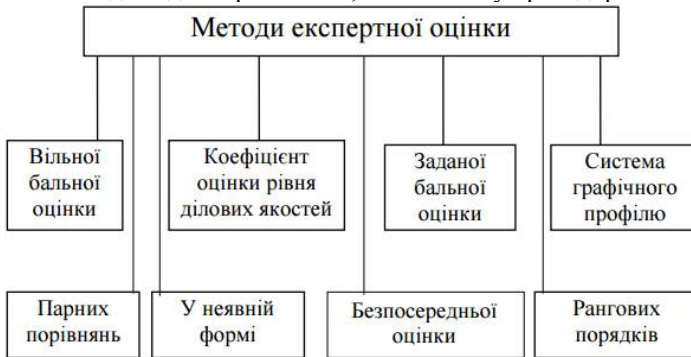 Методи експертної оцінки
Вільної
бальної
оцінки
Коефіцієнт
оцінки рівня
ділових якостей
Заданої
бальної
оцінки
Система
графічного
профілю
Парних
порівнянь
У неявній
формі
Безпосередньої
оцінки
Рангових
порядків